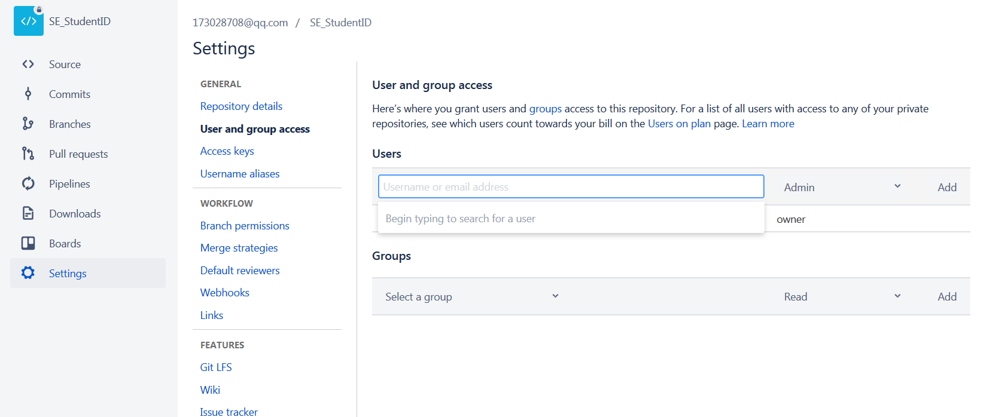 SE_StudentID
Source
Commits
Branches
Pull requests
Pipelines
Downloads
Boards
Settings
173028708@qq.com / SE_StudentID
Settings
GENERAL
Repository details
User and group access
Access keys
Username aliases
WORKFLOW
Branch permissions
Merge strategies
Default reviewers
Webhooks
Links
FEATURES
Git LFS
Wiki
Issue tracker
User and group access
Here's where you grant users and groups access to this repository. For a list of all users with access to any of your private
repositories, see which users count towards your bill on the Users on plan page. Learn more
Users
Username or email address Admin Add
Begin typing to search for a user owner
Groups
Select a group Read Add